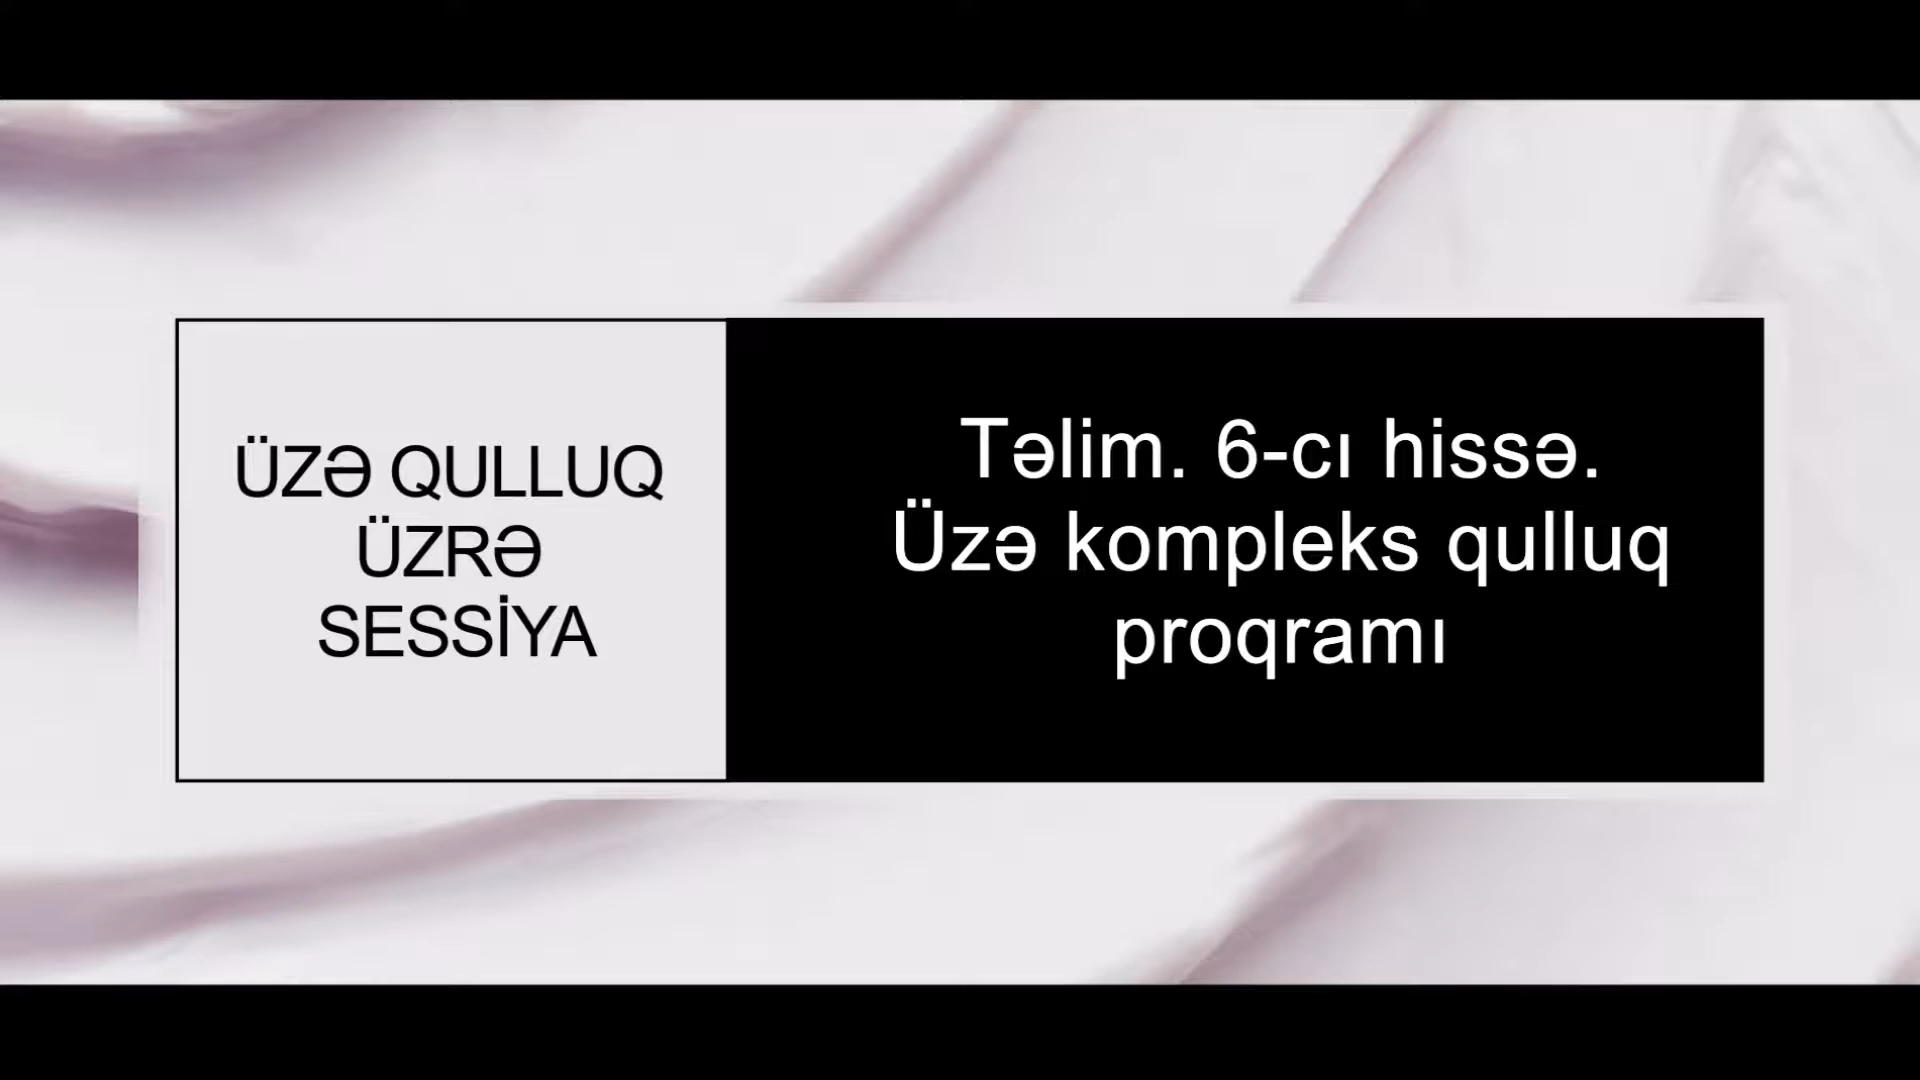 ÜZƏ QULLUQ
ÜZRƏ
SESSİYA
Təlim. 6-cı hissə.
Üzə kompleks qulluq
proqramı